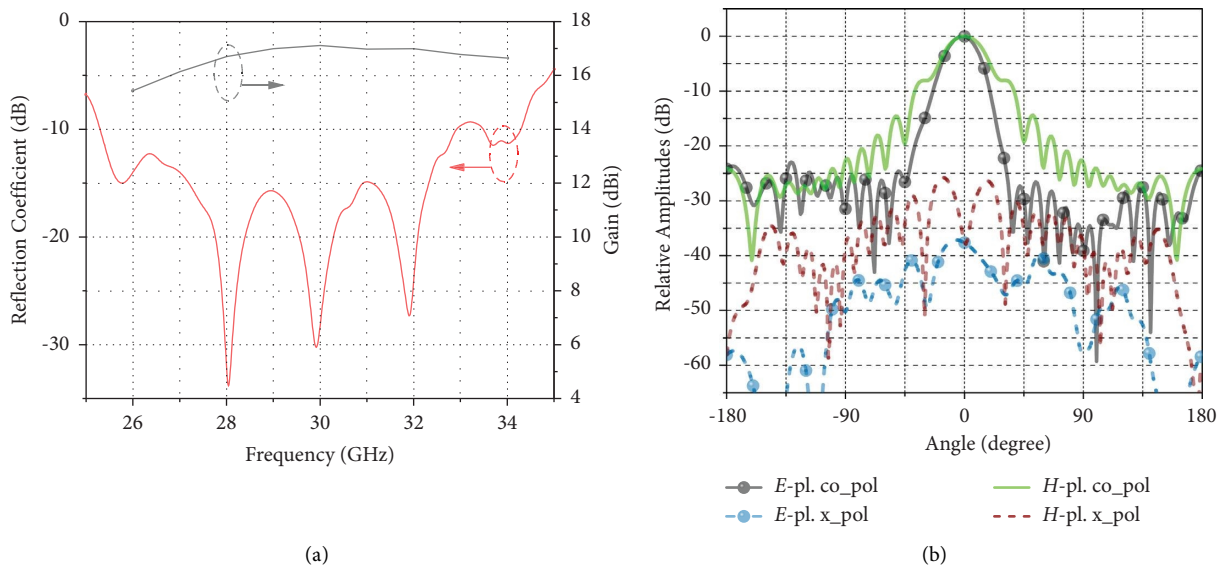 0
-10
-20
-30
Reflection Coefficient (dB)
18
16
14
12
10
8
6
4
Gain (dBi)
26 28 30 32 34
Frequency (GHz)
(a)
0
-10
-20
-30
-40
-50
-60
Relative Amplitudes (dB)
-180 -90 0 90 180
Angle (degree)
E-pl. co_pol H-pl. co_pol
E-pl. x_pol H-pl. x_pol
(b)